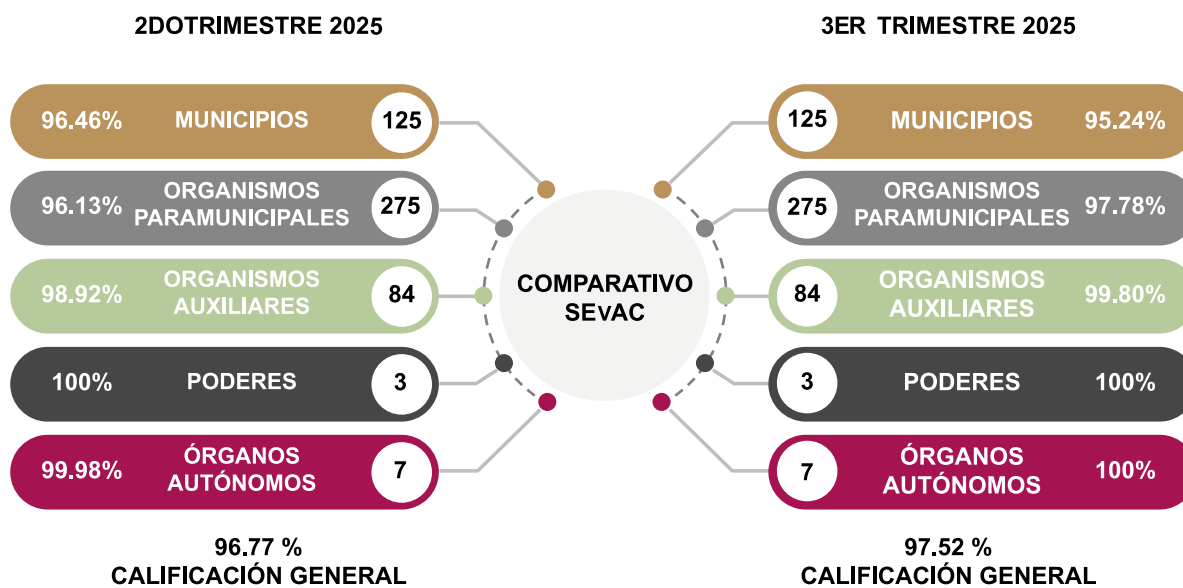 2DOTRIMESTRE 2025
96.46% MUNICIPIOS 125
96.13% ORGANISMOS
PARAMUNICIPALES 275
98.92% ORGANISMOS
AUXILIARES 84
100% PODERES 3
99.98% ÓRGANOS
AUTÓNOMOS 7
96.77 %
CALIFICACIÓN GENERAL
COMPARATIVO
SEvAC
3ER TRIMESTRE 2025
125 MUNICIPIOS 95.24%
275 ORGANISMOS
PARAMUNICIPALES 97.78%
84 ORGANISMOS
AUXILIARES 99.80%
3 PODERES 100%
7 ÓRGANOS
AUTÓNOMOS 100%
97.52 %
CALIFICACIÓN GENERAL